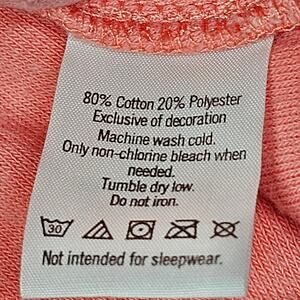 80% Cotton 20% Polyester
Exclusive of decoration
Machine wash cold.
Only non-chlorine bleach when
needed.
Tumble dry low.
Do not iron.
30
Not intended for sleepwear.